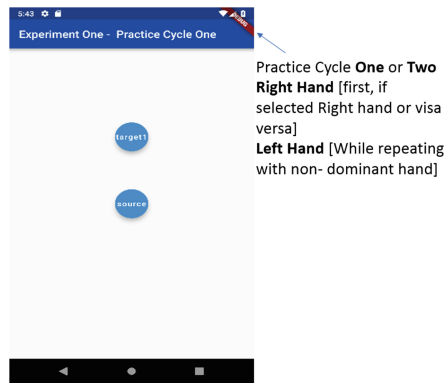 5:43
Experiment One - Practice Cycle One
DEBUG
target1
source
Practice Cycle One or Two
Right Hand [first, if
selected Right hand or visa
versa]
Left Hand [While repeating
with non- dominant hand]